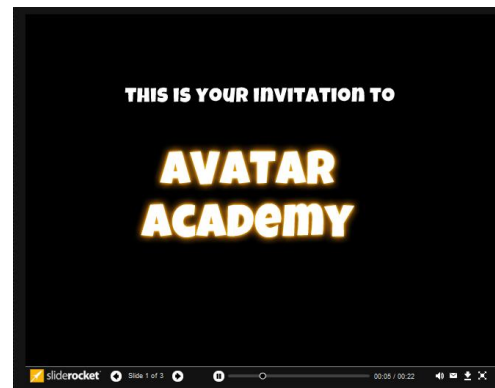 THIS IS YOUR INVITATION TO
AVATAR
ACADEMY
sliderocket Slide 1 of 3 00:05 / 00:22